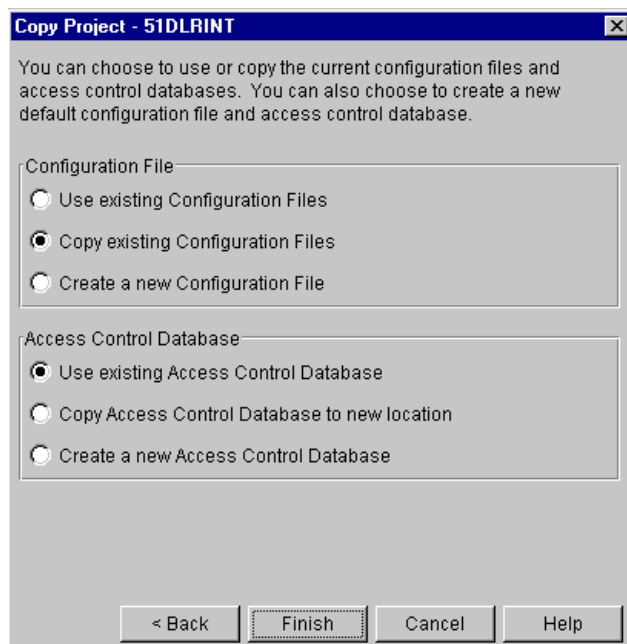 Copy Project - 51DLRINT
You can choose to use or copy the current configuration files and
access control databases. You can also choose to create a new
default configuration file and access control database.
Configuration File
Use existing Configuration Files
Copy existing Configuration Files
Create a new Configuration File
Access Control Database
Use existing Access Control Database
Copy Access Control Database to new location
Create a new Access Control Database
< Back Finish Cancel Help